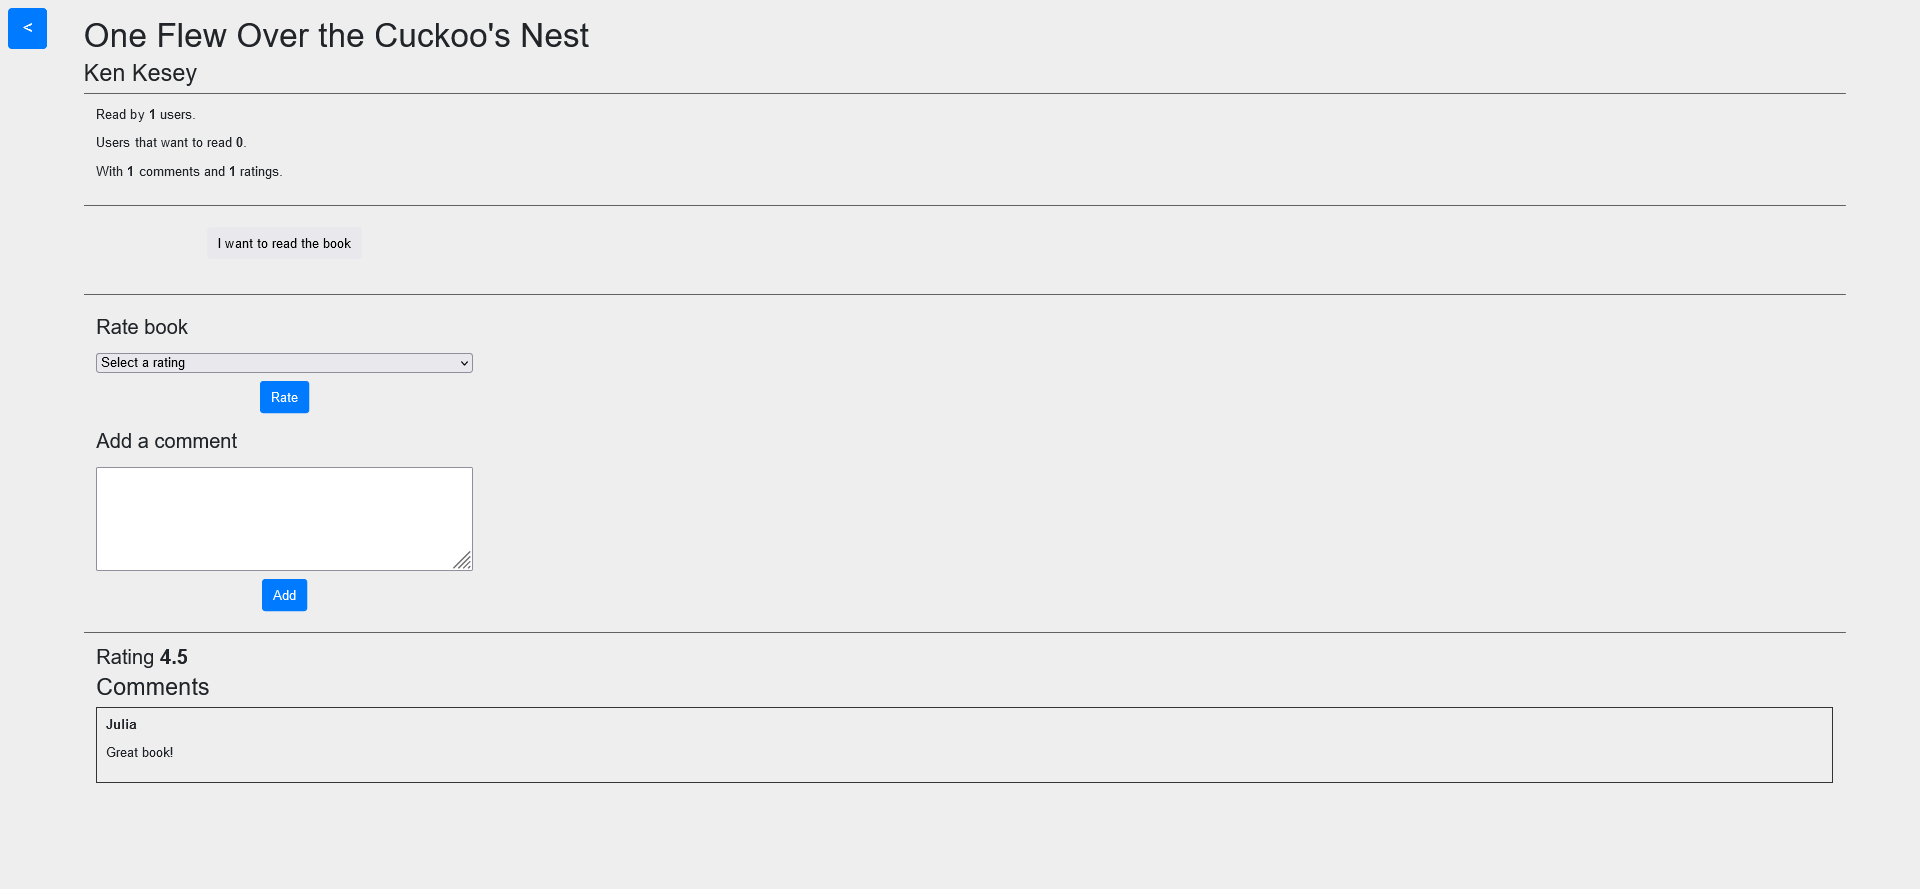 <
One Flew Over the Cuckoo's Nest
Ken Kesey
Read by 1 users.
Users that want to read 0.
With 1 comments and 1 ratings.
I want to read the book
Rate book
Select a rating
Rate
Add a comment
Add
Rating 4.5
Comments
Julia
Great book!